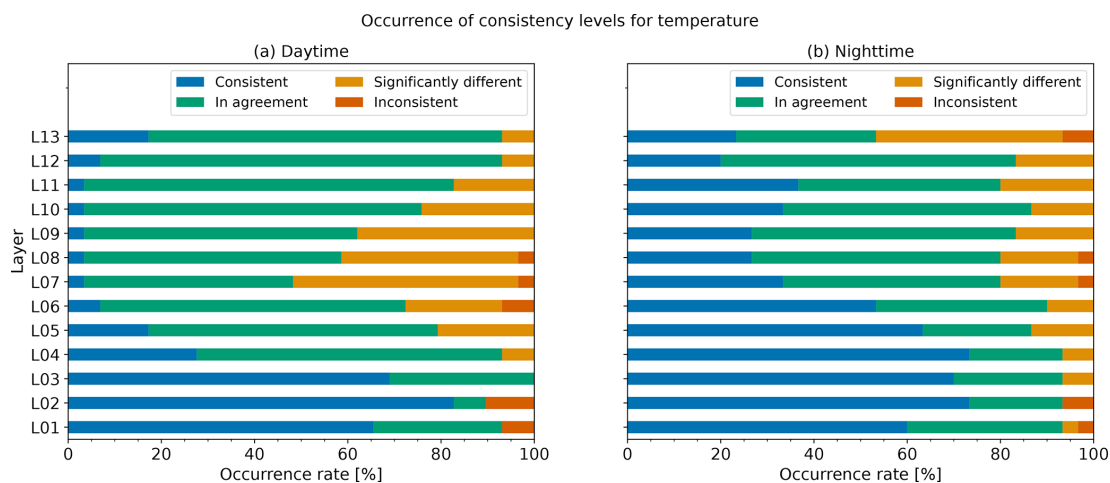 Occurrence of consistency levels for temperature
(a) Daytime
Consistent
Significantly different
In agreement
Inconsistent
L13
L12
L11
L10
L09
L08
L07
L06
L05
L04
L03
L02
L01
Layer
0 20 40 60 80 100
Occurrence rate [%]
(b) Nighttime
Consistent
Significantly different
In agreement
Inconsistent
0 20 40 60 80 100
Occurrence rate [%]